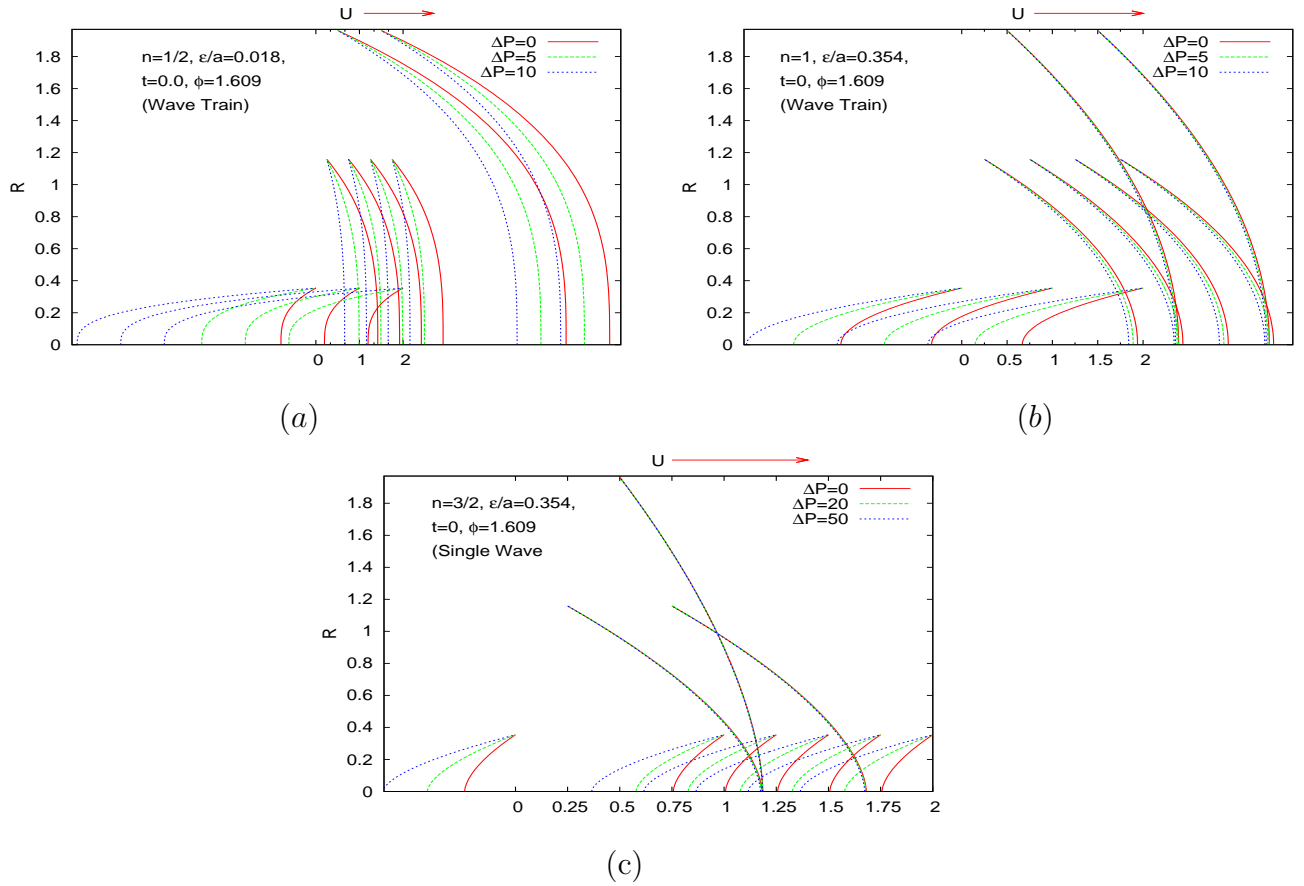 U
n=1/2, ε/a=0.018,
t=0.0, ϕ=1.609
(Wave Train)
ΔP=0
ΔP=5
ΔP=10
R
1.8
1.6
1.4
1.2
1
0.8
0.6
0.4
0.2
0
0 1 2
(a)
U
n=1, ε/a=0.354,
t=0, ϕ=1.609
(Wave Train)
ΔP=0
ΔP=5
ΔP=10
R
1.8
1.6
1.4
1.2
1
0.8
0.6
0.4
0.2
0
0 0.5 1 1.5 2
(b)
U
n=3/2, ε/a=0.354,
t=0, ϕ=1.609
(Single Wave
ΔP=0
ΔP=20
ΔP=50
R
1.8
1.6
1.4
1.2
1
0.8
0.6
0.4
0.2
0
0 0.25 0.5 0.75 1 1.25 1.5 1.75 2
(c)